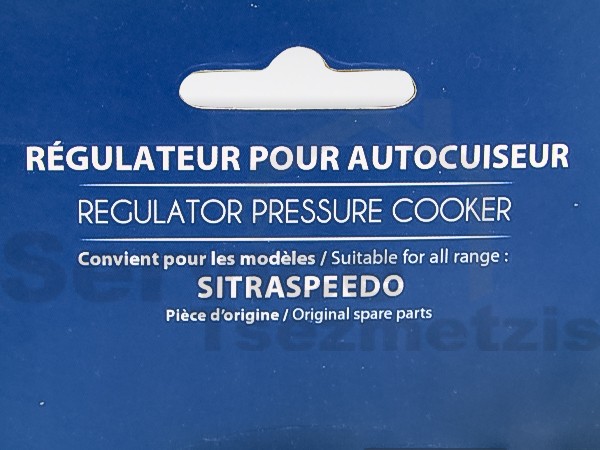 RÉGULATEUR POUR AUTOCUISEUR
REGULATOR PRESSURE COOKER
Convient pour les modèles / Suitable for all range :
SITRASPEEDO
Pièce d'origine / Original spare parts
Tsezmetzis